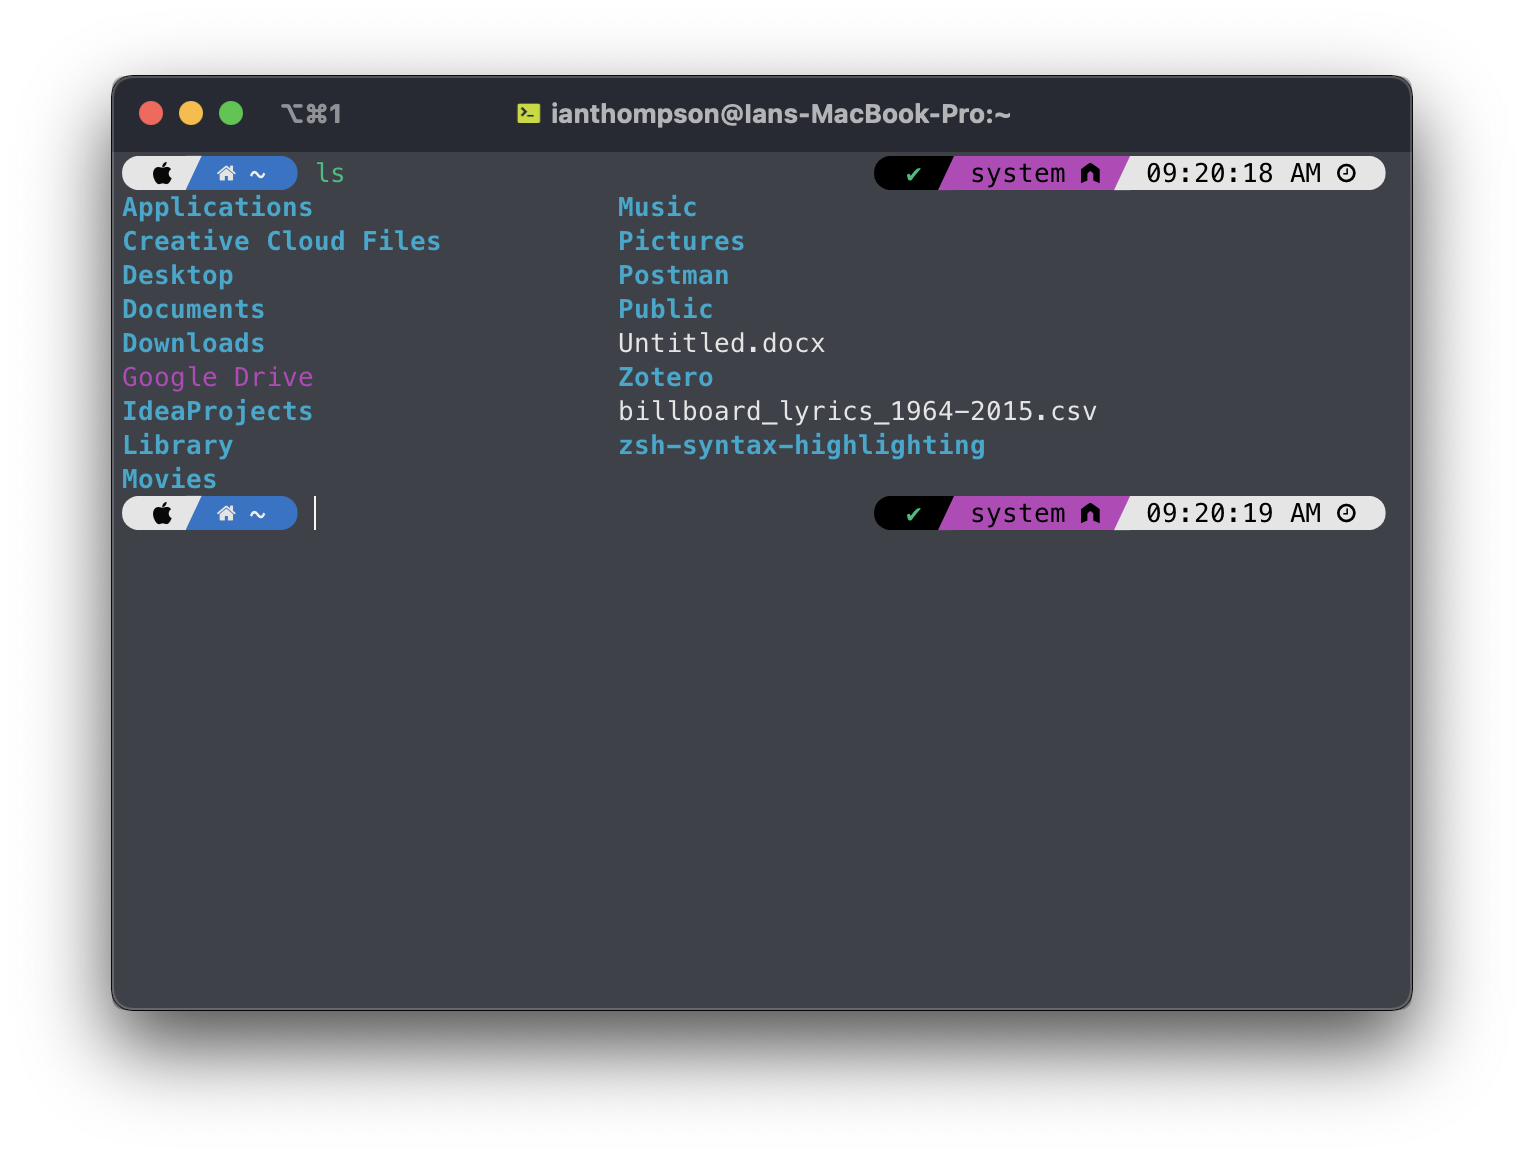 ⌥⌘1 ianthompson@Ians-MacBook-Pro:~
~ ls ✔ system 09:20:18 AM
Applications Music
Creative Cloud Files Pictures
Desktop Postman
Documents Public
Downloads Untitled.docx
Google Drive Zotero
IdeaProjects billboard_lyrics_1964-2015.csv
Library zsh-syntax-highlighting
Movies
~ ✔ system 09:20:19 AM